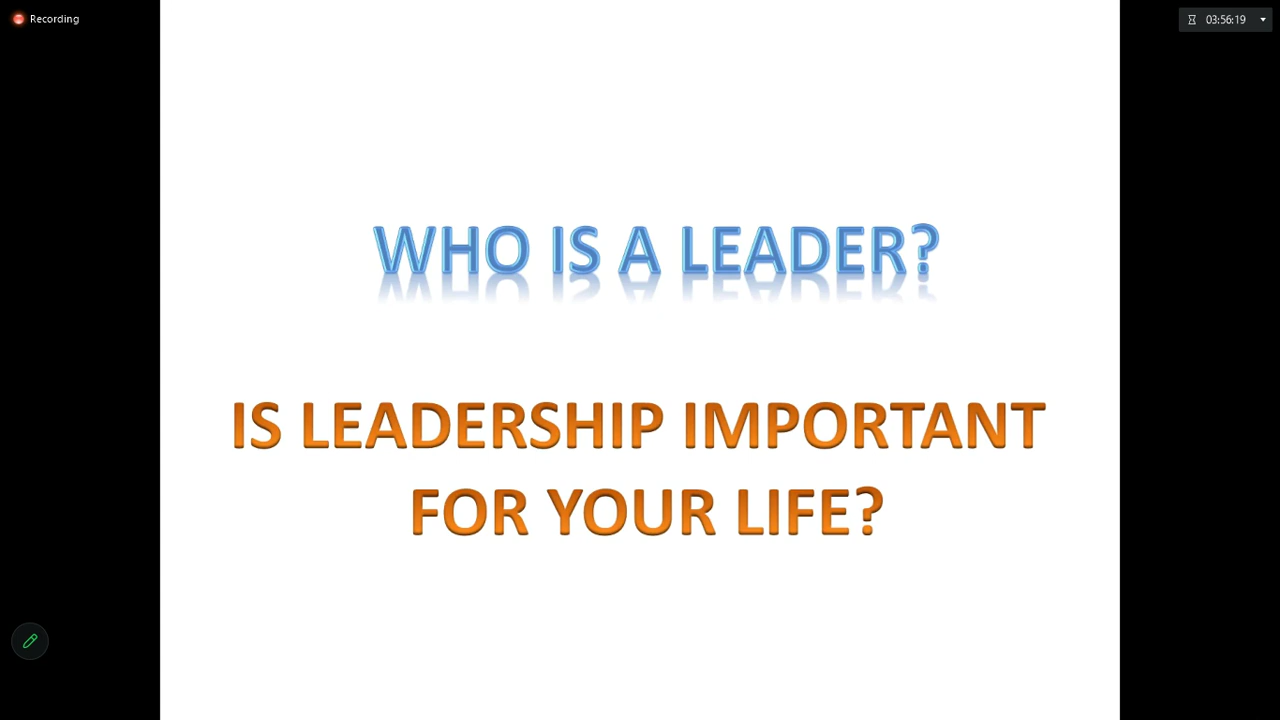 Recording
03:56:19
WHO IS A LEADER?
IS LEADERSHIP IMPORTANT
FOR YOUR LIFE?